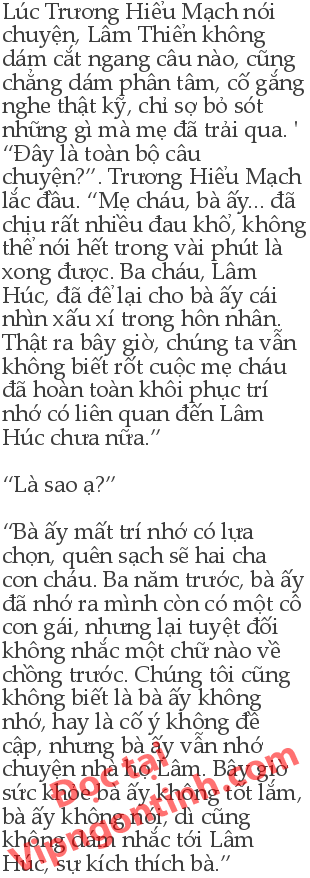 Lúc Trương Hiểu Mạch nói
chuyện, Lâm Thiển không
dám cắt ngang câu nào, cũng
chẳng dám phân tâm, cố gắng
nghe thật kỹ, chỉ sợ bỏ sót
những gì mà mẹ đã trải qua. '
“Đây là toàn bộ câu
chuyện?”. Trương Hiểu Mạch
lắc đầu. “Mẹ cháu, bà ấy... đã
chịu rất nhiều đau khổ, không
thể nói hết trong vài phút là
xong được. Ba cháu, Lâm
Húc, đã để lại cho bà ấy cái
nhìn xấu xí trong hôn nhân.
Thật ra bây giờ, chúng ta vẫn
không biết rốt cuộc mẹ cháu
đã hoàn toàn khôi phục trí
nhớ có liên quan đến Lâm
Húc chưa nữa.”
“Là sao ạ?”
“Bà ấy mất trí nhớ có lựa
chọn, quên sạch sẽ hai cha
con cháu. Ba năm trước, bà ấy
đã nhớ ra mình còn có một cô
con gái, nhưng lại tuyệt đối
không nhắc một chữ nào về
chồng trước. Chúng tôi cũng
không biết là bà ấy không
nhớ, hay là cố ý không đề
cập, nhưng bà ấy vẫn nhớ
chuyện nhà họ Lâm. Bây giờ
sức khỏe bà ấy không tốt lắm,
bà ấy không nói, dì cũng
không dám nhắc tới Lâm
Húc, sự kích thích bà.”
Đọc tại
Vipngontinh.com